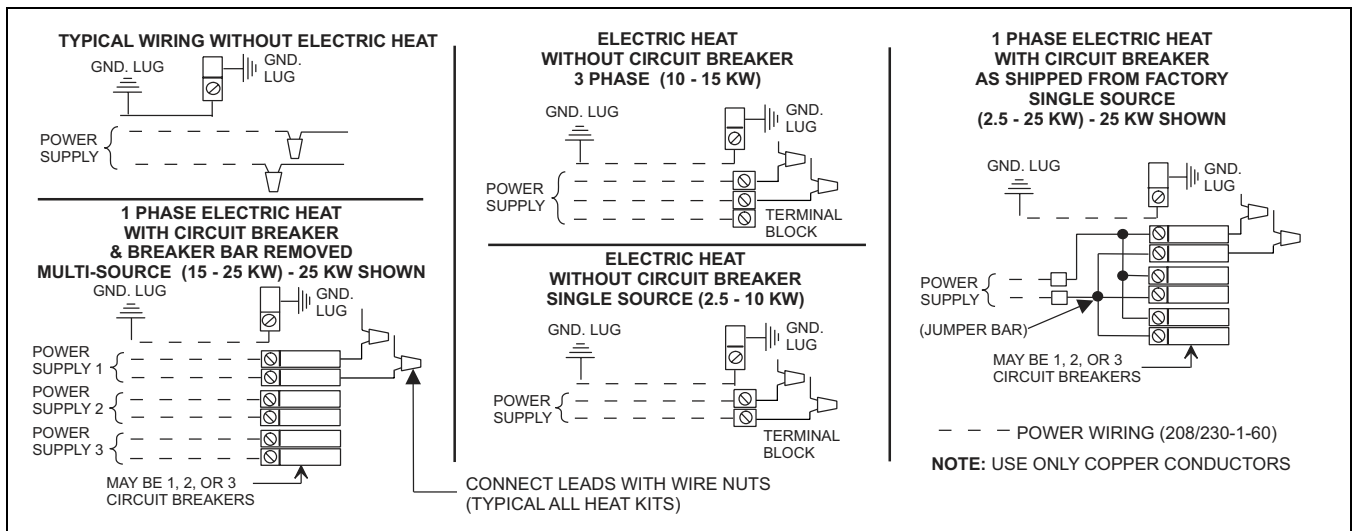 TYPICAL WIRING WITHOUT ELECTRIC HEAT
GND. LUG
GND.
LUG
POWER
SUPPLY
1 PHASE ELECTRIC HEAT
WITH CIRCUIT BREAKER
& BREAKER BAR REMOVED
MULTI-SOURCE (15 - 25 KW) - 25 KW SHOWN
GND. LUG
GND.
LUG
POWER
SUPPLY 1
POWER
SUPPLY 2
POWER
SUPPLY 3
MAY BE 1, 2, OR 3
CIRCUIT BREAKERS
CONNECT LEADS WITH WIRE NUTS
(TYPICAL ALL HEAT KITS)
ELECTRIC HEAT
WITHOUT CIRCUIT BREAKER
3 PHASE (10 - 15 KW)
GND. LUG
GND.
LUG
POWER
SUPPLY
TERMINAL
BLOCK
ELECTRIC HEAT
WITHOUT CIRCUIT BREAKER
SINGLE SOURCE (2.5 - 10 KW)
GND. LUG
GND.
LUG
POWER
SUPPLY
TERMINAL
BLOCK
1 PHASE ELECTRIC HEAT
WITH CIRCUIT BREAKER
AS SHIPPED FROM FACTORY
SINGLE SOURCE
(2.5 - 25 KW) - 25 KW SHOWN
GND. LUG
GND.
LUG
POWER
SUPPLY
(JUMPER BAR)
MAY BE 1, 2, OR 3
CIRCUIT BREAKERS
POWER WIRING (208/230-1-60)
NOTE: USE ONLY COPPER CONDUCTORS